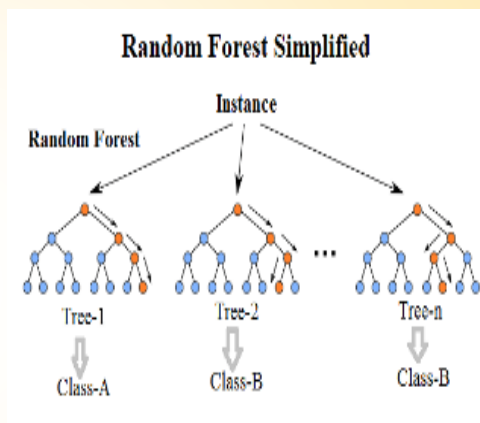 Random Forest Simplified
Instance
Random Forest
...
Tree-1 Tree-2 Tree-n
Class-A Class-B Class-B